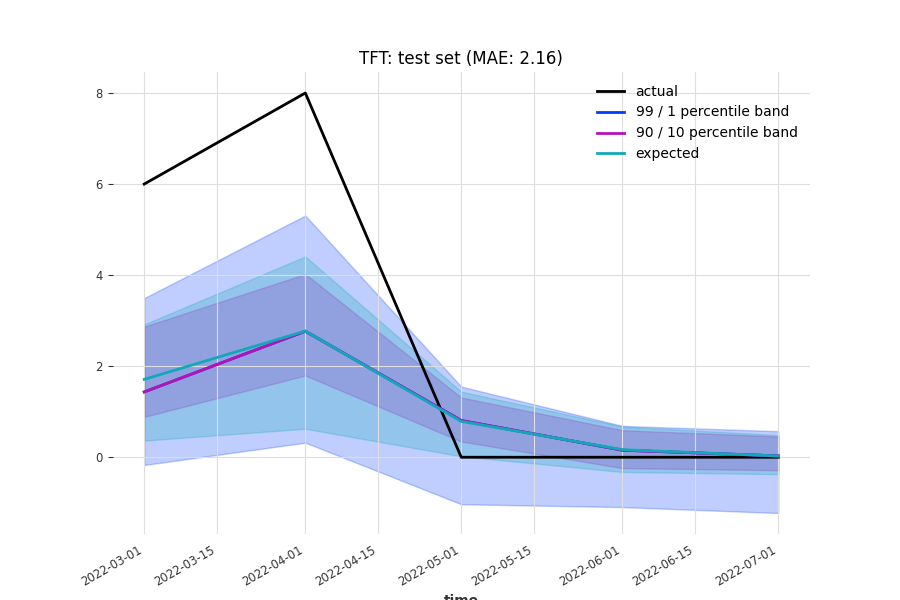 TFT: test set (MAE: 2.16)
actual
99 / 1 percentile band
90 / 10 percentile band
expected
8
6
4
2
0
2022-03-01
2022-03-15
2022-04-01
2022-04-15
2022-05-01
2022-05-15
2022-06-01
2022-06-15
2022-07-01
time